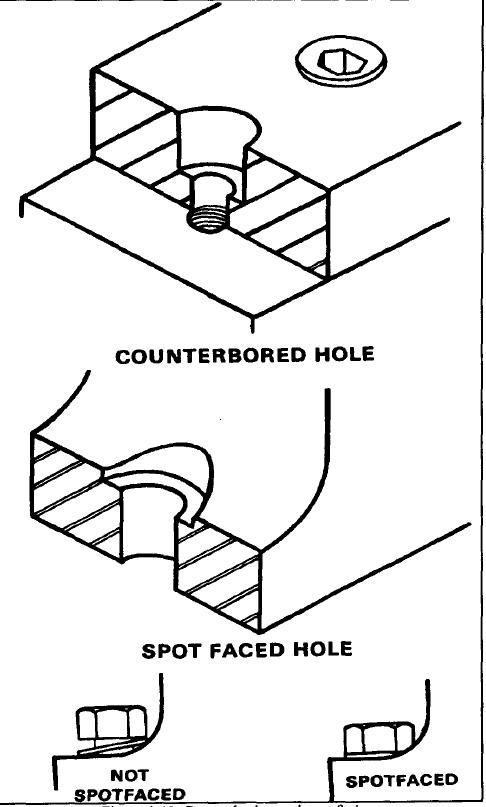 COUNTERBORED HOLE
SPOT FACED HOLE
NOT
SPOTFACED
SPOTFACED